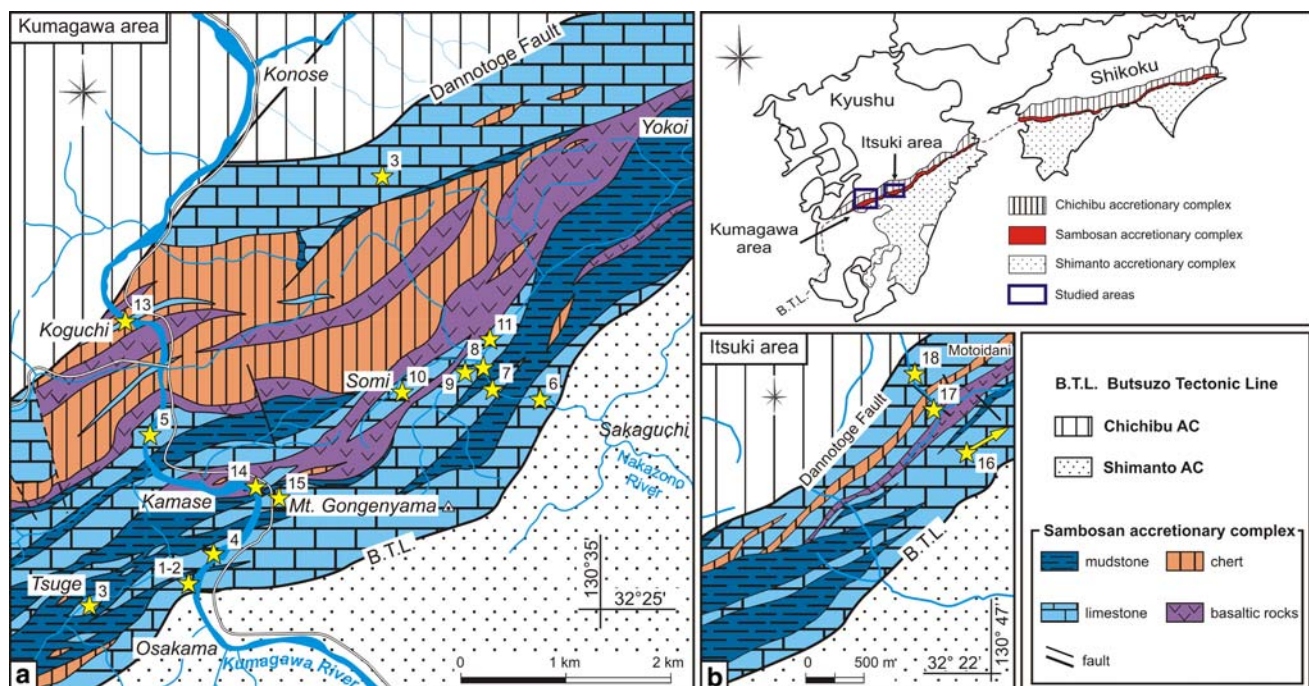 Kumagawa area
Konose
Dannotoge Fault
Yokoi
3
13
Koguchi
11
8
9
7
10
Somi
6
5
Sakaguchi
Nakazono
River
14
15
Kamase
Mt. Gongenyama
4
B.T.L.
1-2
Tsuge
3
130°35'
32°25'
Osakama
Kumagawa River
a
0
1 km
2 km
Shikoku
Kyushu
Itsuki area
Kumagawa
area
B.T.L.
Chichibu accretionary complex
Sambosan accretionary complex
Shimanto accretionary complex
Studied areas
Itsuki area
18
Motoidani
17
Dannotoge Fault
16
B.T.L.
130° 47'
32° 22'
b
0
500 m
B.T.L. Butsuzo Tectonic Line
Chichibu AC
Shimanto AC
Sambosan accretionary complex
mudstone
chert
limestone
basaltic rocks
fault